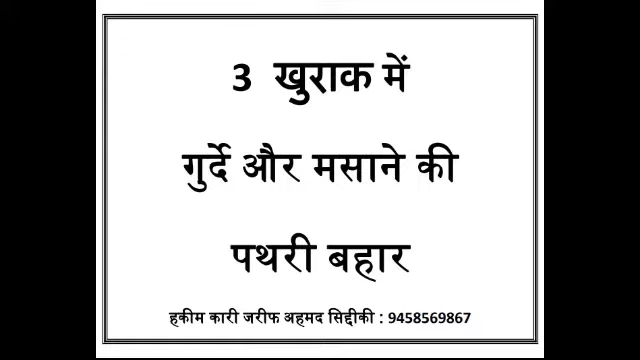 3 खुराक में
गुर्दे और मसाने की
पथरी बहार
हकीम कारी जरीफ अहमद सिद्दीकी : 9458569867